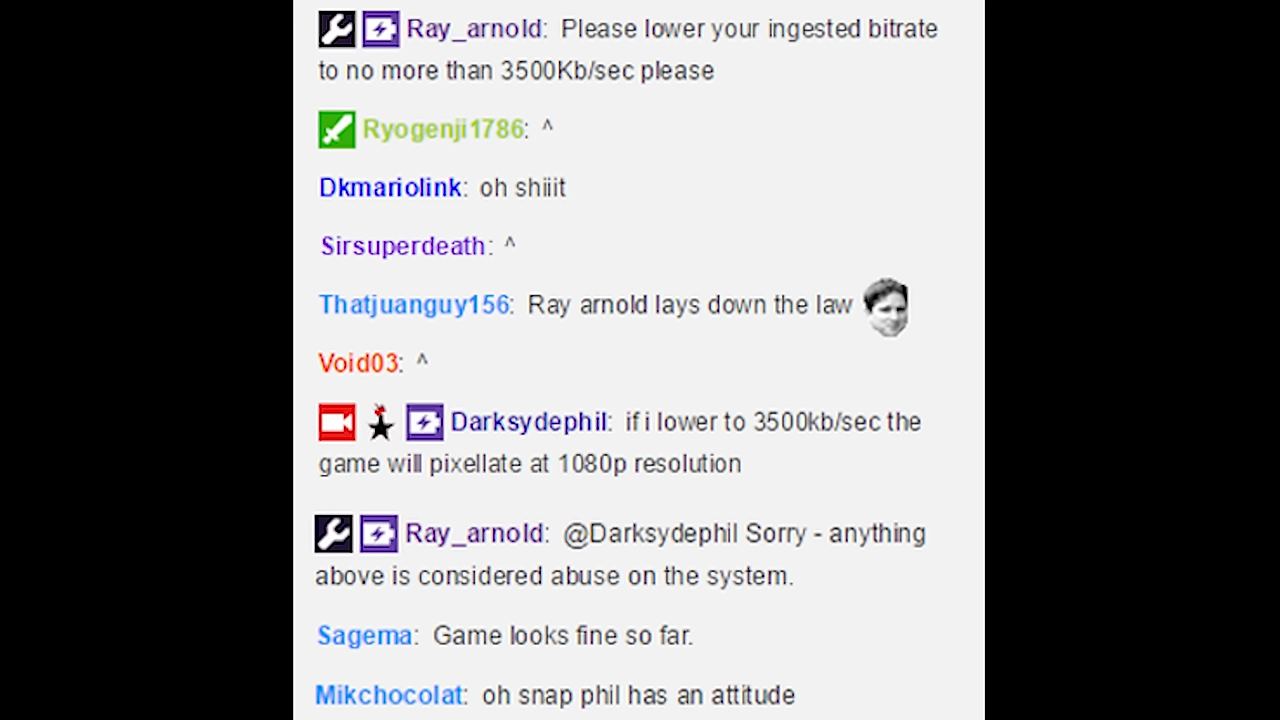 Ray_arnold: Please lower your ingested bitrate
to no more than 3500Kb/sec please
Ryogenji1786: ^
Dkmariolink: oh shiiit
Sirsuperdeath: ^
Thatjuanguy156: Ray arnold lays down the law
Void03: ^
Darksydephil: if i lower to 3500kb/sec the
game will pixellate at 1080p resolution
Ray_arnold: @Darksydephil Sorry - anything
above is considered abuse on the system.
Sagema: Game looks fine so far.
Mikchocolat: oh snap phil has an attitude